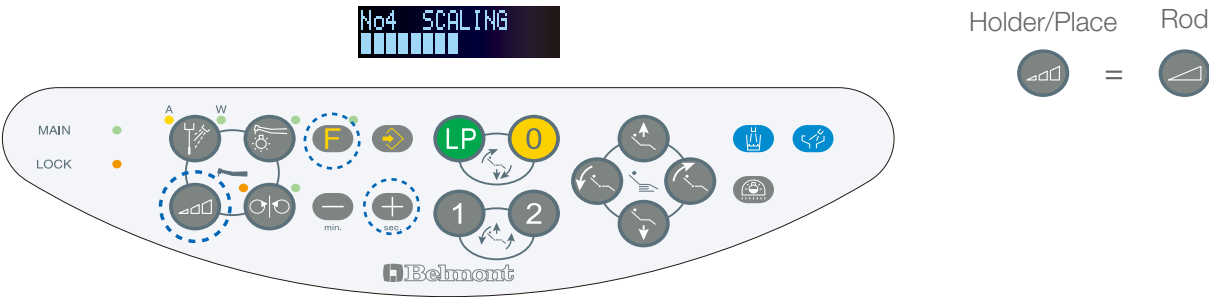 No4 SCALING
Holder/Place Rod
=
A W
MAIN
LOCK
F
LP 0
min. sec.
1 2
Belmont